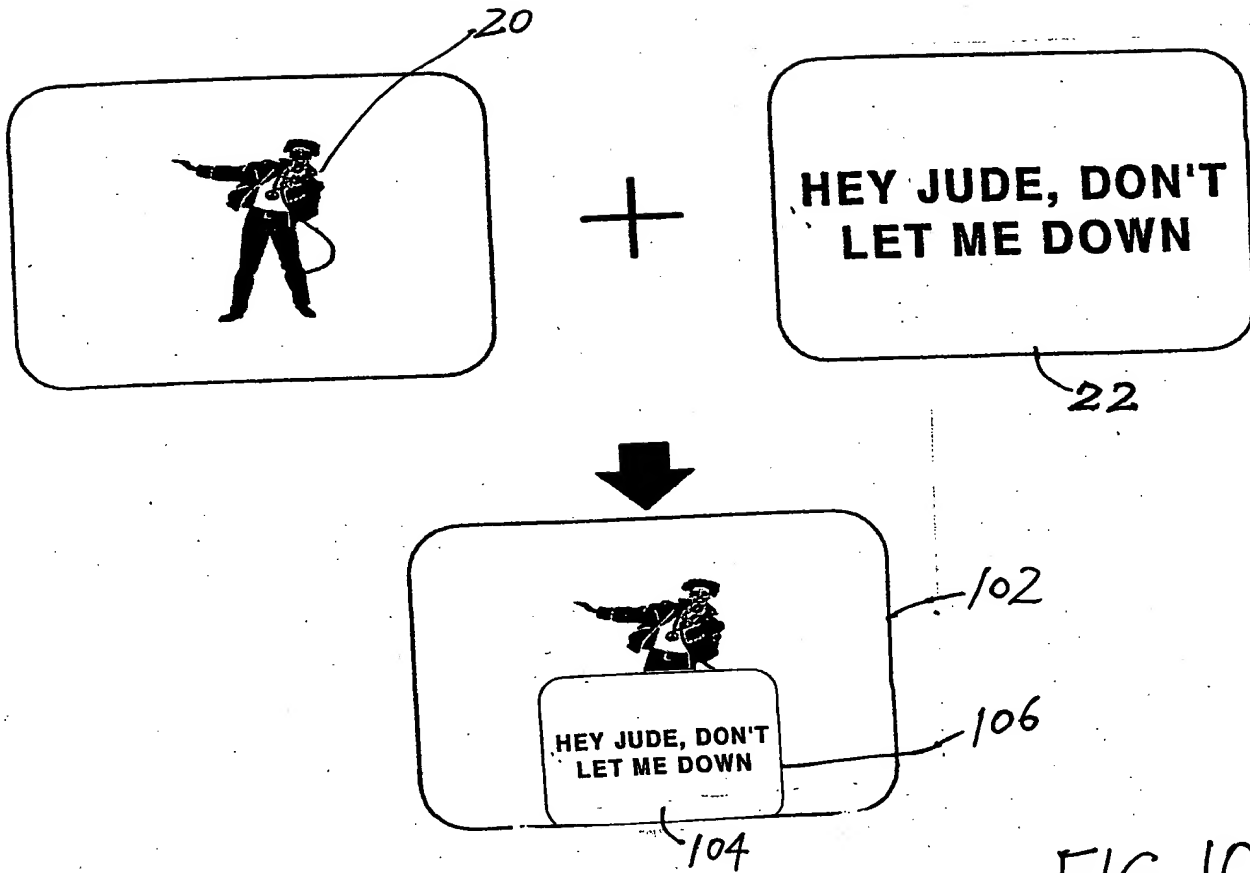 20
HEY JUDE, DON'T
LET ME DOWN
22
102
HEY JUDE, DON'T
LET ME DOWN
106
104
FIG. 10